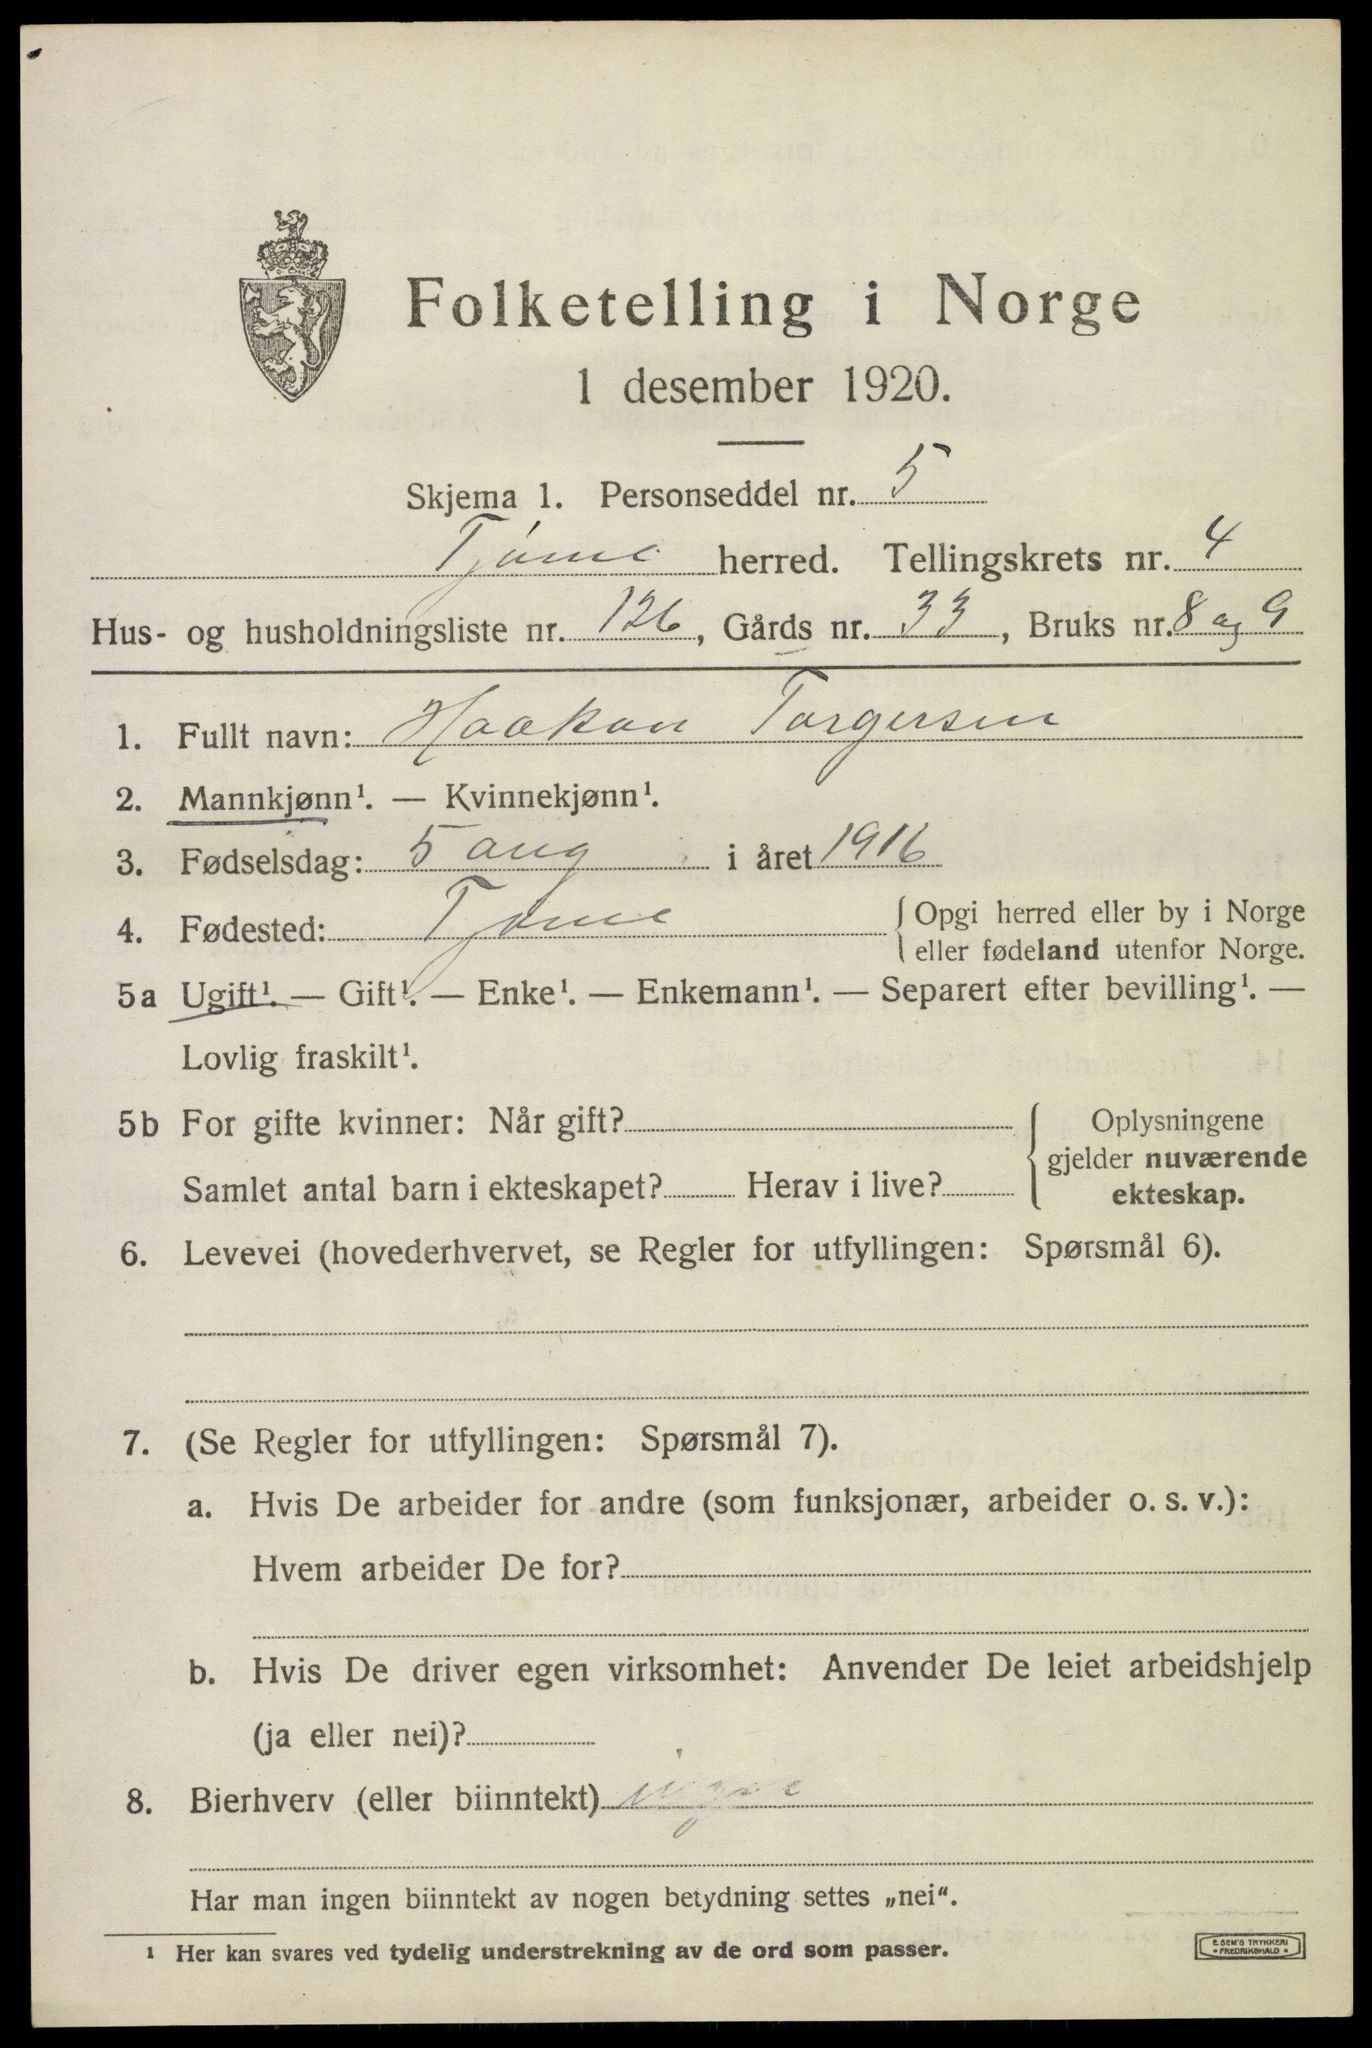 Folketelling i Norge
1 desember 1920.
Skjema 1. Personseddel nr. 5
Tjøme herred. Tellingskrets nr. 4
Hus- og husholdningsliste nr. 126, Gårds nr. 33, Bruks nr. 8 og 9
1. Fullt navn: Haakon Torgersen
2. Mannkjønn¹. — Kvinnekjønn¹.
3. Fødselsdag: 5 aug i året 1916
4. Fødested: Tjøme { Opgi herred eller by i Norge
eller fødeland utenfor Norge.
5a Ugift¹. — Gift¹. — Enke¹. — Enkemann¹. — Separert efter bevilling¹. —
Lovlig fraskilt¹.
5b For gifte kvinner: Når gift?
Samlet antal barn i ekteskapet? Herav i live?
Oplysningene
gjelder nuværende
ekteskap.
6. Levevei (hovederhvervet, se Regler for utfyllingen: Spørsmål 6).
7. (Se Regler for utfyllingen: Spørsmål 7).
a. Hvis De arbeider for andre (som funksjonær, arbeider o. s. v.):
Hvem arbeider De for?
b. Hvis De driver egen virksomhet: Anvender De leiet arbeidshjelp
(ja eller nei)?
8. Bierhverv (eller biinntekt)
Har man ingen biinntekt av nogen betydning settes „nei“.
¹ Her kan svares ved tydelig understrekning av de ord som passer.
E. SEM'S TRYKKERI
FREDRIKSHALD